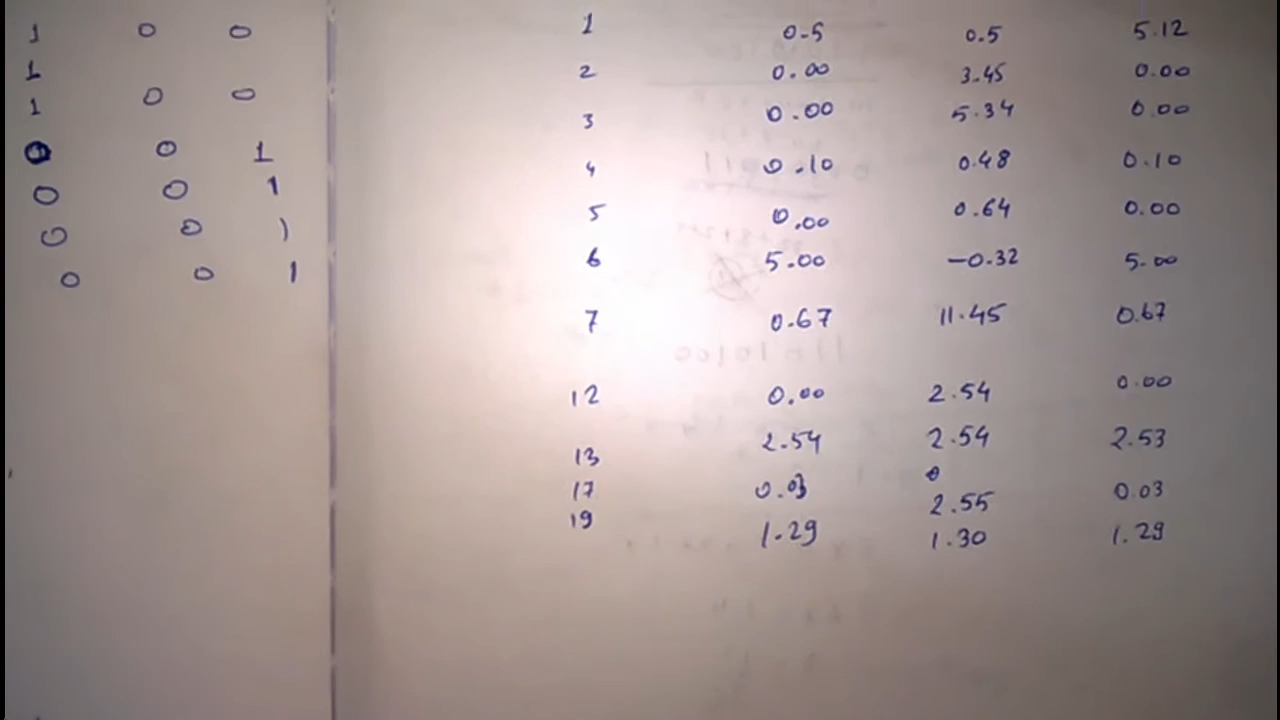 1 0 0
1
1 0 0
0 0 1
0 0 1
0 0 1
0 0 1
1 0.5 0.5 5.12
2 0.00 3.45 0.00
3 0.00 5.34 0.00
4 0.10 0.48 0.10
5 0.00 0.64 0.00
6 5.00 -0.32 5.00
7 0.67 11.45 0.67
12 0.00 2.54 0.00
13 2.54 2.54 2.53
17 0.03 2.55 0.03
19 1.29 1.30 1.29